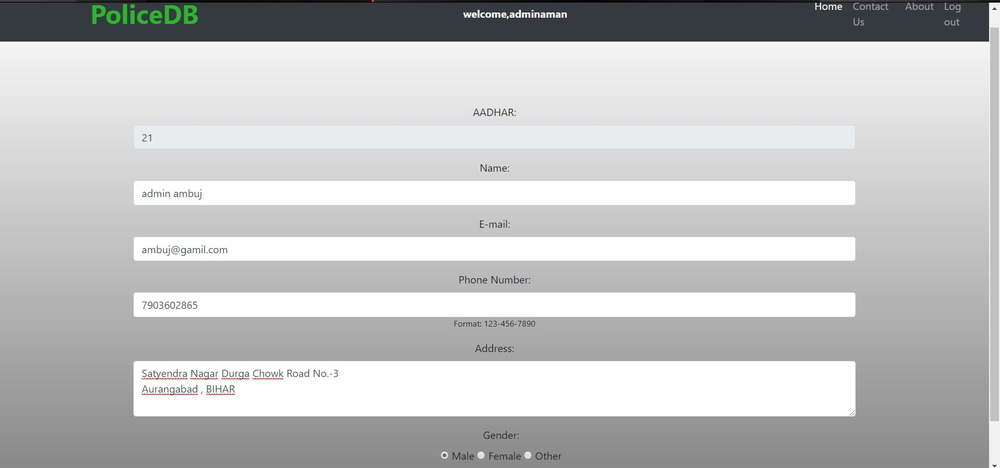 PoliceDB
welcome,adminaman
Home Contact Us About Log out
AADHAR:
21
Name:
admin ambuj
E-mail:
ambuj@gamil.com
Phone Number:
7903602865
Format: 123-456-7890
Address:
Satyendra Nagar Durga Chowk Road No.-3
Aurangabad , BIHAR
Gender:
Male Female Other